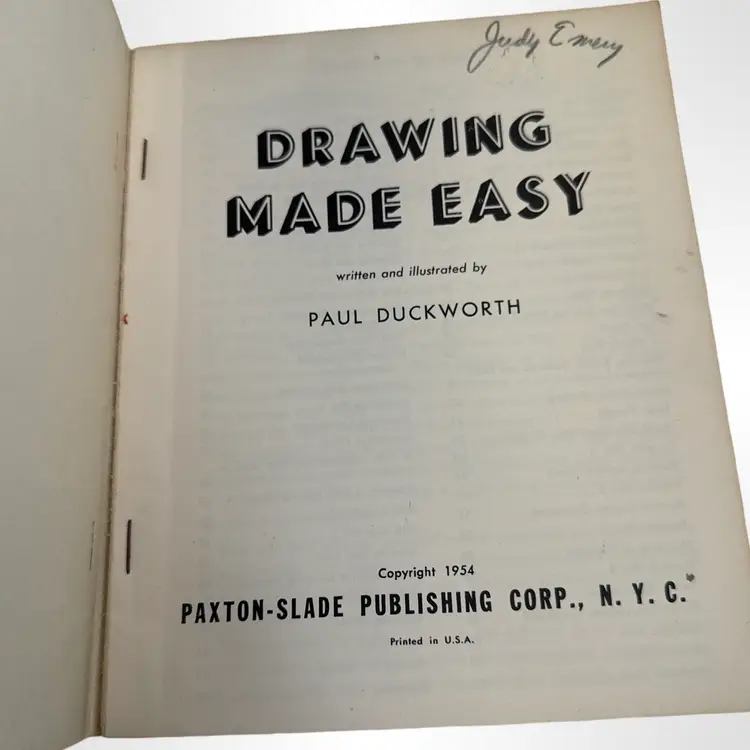 Judy Emery
DRAWING
MADE EASY
written and illustrated by
PAUL DUCKWORTH
Copyright 1954
PAXTON-SLADE PUBLISHING CORP., N. Y. C.
Printed in U.S.A.